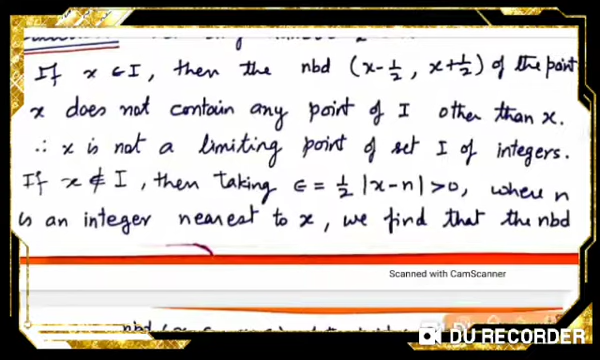 If x ∈ I, then the nbd (x-1/2, x+1/2) of the point
x does not contain any point of I other than x.
∴ x is not a limiting point of set I of integers.
If x ∉ I, then taking ε = 1/2 |x-n| > 0, where n
is an integer nearest to x, we find that the nbd
Scanned with CamScanner
nbd
DU RECORDER